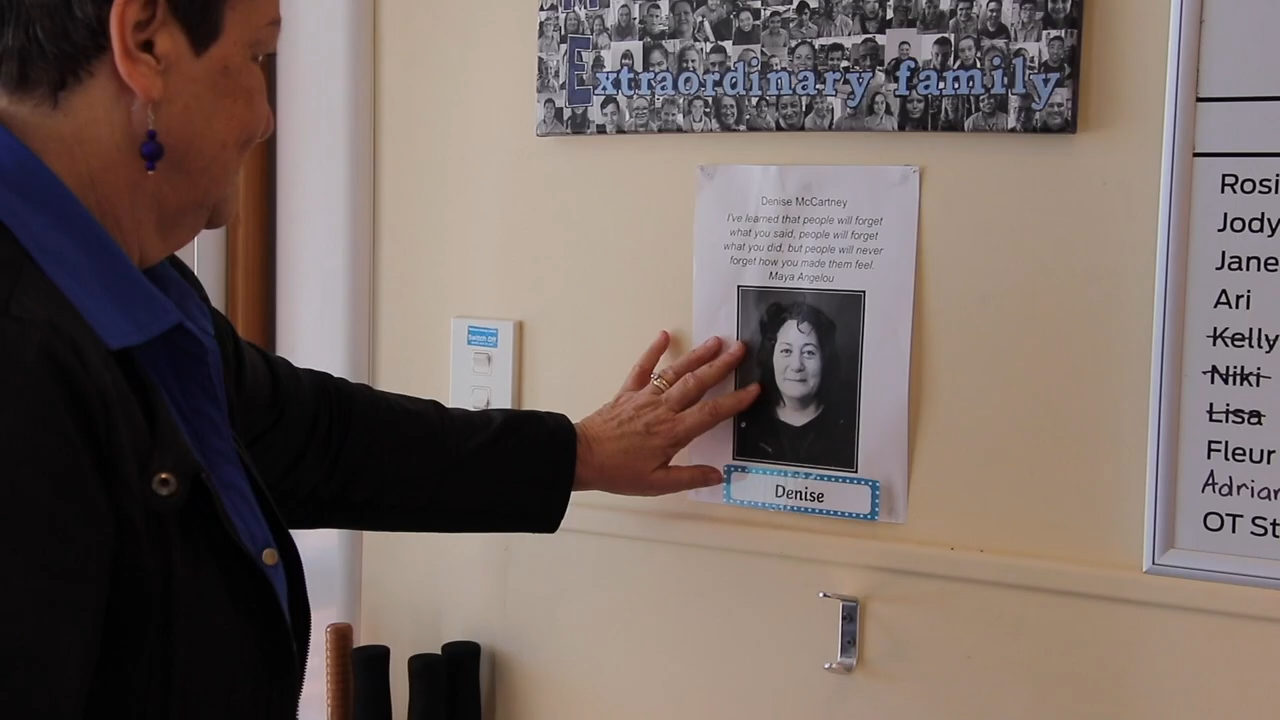 Extraordinary family
Denise McCartney
I've learned that people will forget
what you said, people will forget
what you did, but people will never
forget how you made them feel.
Maya Angelou
Denise
Switch Off
Rosi
Jody
Jane
Ari
Kelly
Niki
Lisa
Fleur
Adrian
OT St